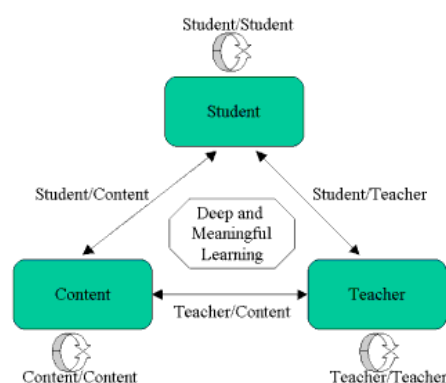 Student/Student
Student
Student/Content
Student/Teacher
Deep and
Meaningful
Learning
Content
Teacher
Teacher/Content
Content/Content
Teacher/Teacher